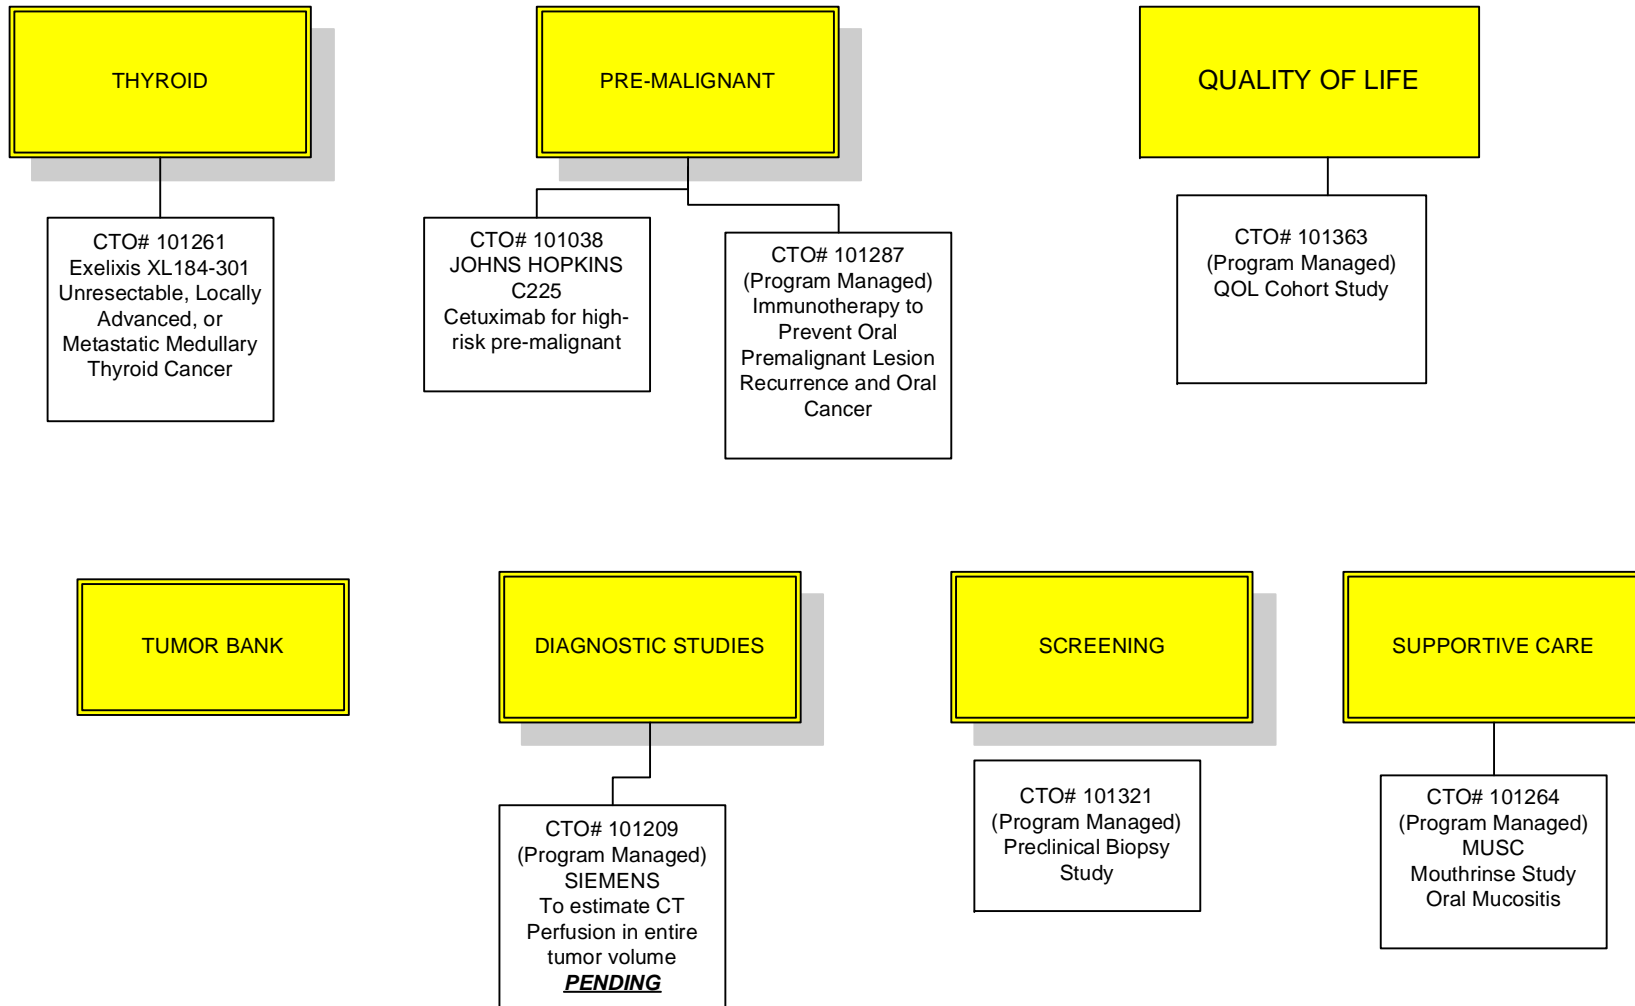 THYROID
PRE-MALIGNANT
QUALITY OF LIFE
CTO# 101261
Exelixis XL184-301
Unresectable, Locally
Advanced, or
Metastatic Medullary
Thyroid Cancer
CTO# 101038
JOHNS HOPKINS
C225
Cetuximab for high-
risk pre-malignant
CTO# 101287
(Program Managed)
Immunotherapy to
Prevent Oral
Premalignant Lesion
Recurrence and Oral
Cancer
CTO# 101363
(Program Managed)
QOL Cohort Study
TUMOR BANK
DIAGNOSTIC STUDIES
SCREENING
SUPPORTIVE CARE
CTO# 101209
(Program Managed)
SIEMENS
To estimate CT
Perfusion in entire
tumor volume
PENDING
CTO# 101321
(Program Managed)
Preclinical Biopsy
Study
CTO# 101264
(Program Managed)
MUSC
Mouthrinse Study
Oral Mucositis